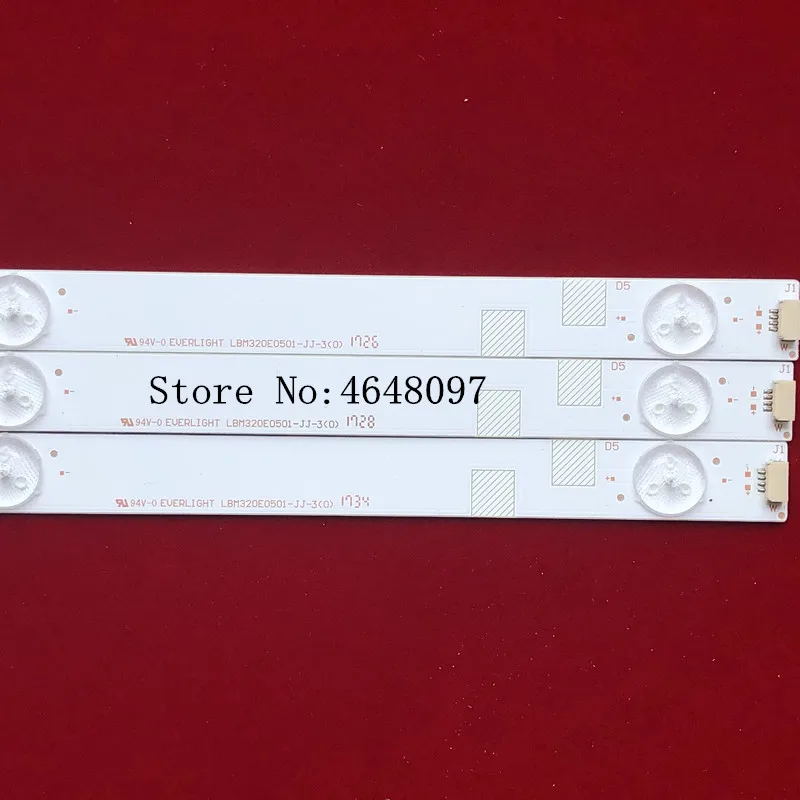 D5
J1
94V-0 EVERLIGHT LBM320E0501-JJ-3(0) 1726
W
D5
J1
Store No:4648097
94V-0 EVERLIGHT LBM320E0501-JJ-3(0) 1728
W
D5
J1
94V-0 EVERLIGHT LBM320E0501-JJ-3(0) 1734
W